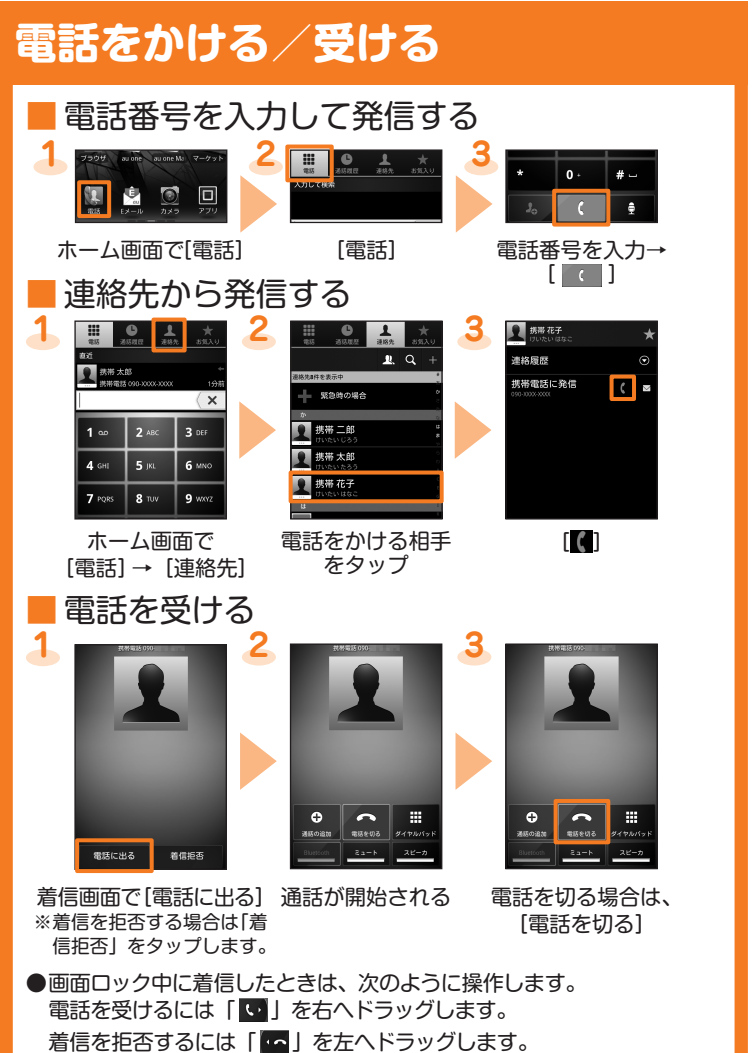 電話をかける／受ける
■電話番号を入力して発信する
1
ブラウザ au one au one Ma マーケット
電話 Eメール カメラ アプリ
ホーム画面で[電話]
2
電話 通話履歴 連絡先 お気入り
入力して検索
[電話]
3
* 0 + #
電話番号を入力→
[ ]
■連絡先から発信する
1
電話 通話履歴 連絡先 お気入り
直近
携帯 太郎
携帯電話 090-XXXX-XXXX 1分前
1 2 ABC 3 DEF
4 GHI 5 JKL 6 MNO
7 PQRS 8 TUV 9 WXYZ
ホーム画面で
[電話]→[連絡先]
2
電話 通話履歴 連絡先 お気入り
連絡先8件を表示中
緊急時の場合
か
携帯 二郎
けいたい じろう
携帯 太郎
けいたい たろう
携帯 花子
けいたい はなこ
は
電話をかける相手
をタップ
3
携帯 花子
けいたい はなこ
連絡履歴
携帯電話に発信
090-XXXX-XXXX
[ ]
■電話を受ける
1
携帯電話 090-
電話に出る 着信拒否
着信画面で[電話に出る]
※着信を拒否する場合は「着
信拒否」をタップします。
2
携帯電話 090-
通話の追加 電話を切る ダイヤルパッド
Bluetooth ミュート スピーカ
通話が開始される
3
携帯電話 090-
通話の追加 電話を切る ダイヤルパッド
Bluetooth ミュート スピーカ
電話を切る場合は、
[電話を切る]
●画面ロック中に着信したときは、次のように操作します。
電話を受けるには「 」を右へドラッグします。
着信を拒否するには「 」を左へドラッグします。